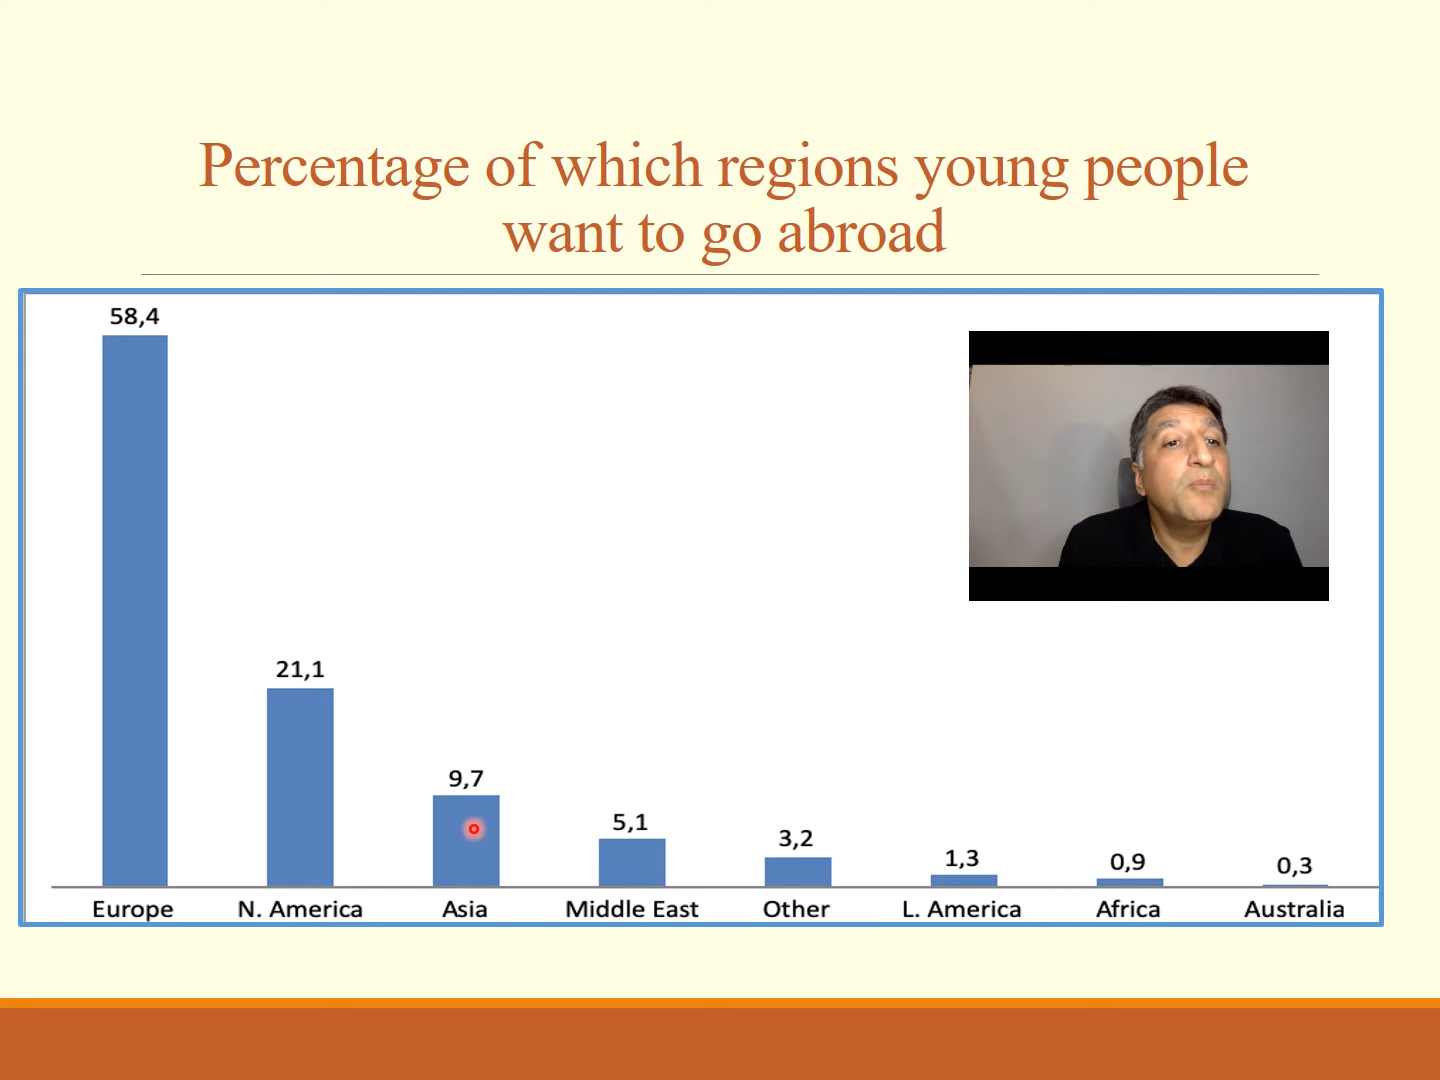 Percentage of which regions young people
want to go abroad
58,4
21,1
9,7
5,1
3,2
1,3
0,9
0,3
Europe
N. America
Asia
Middle East
Other
L. America
Africa
Australia